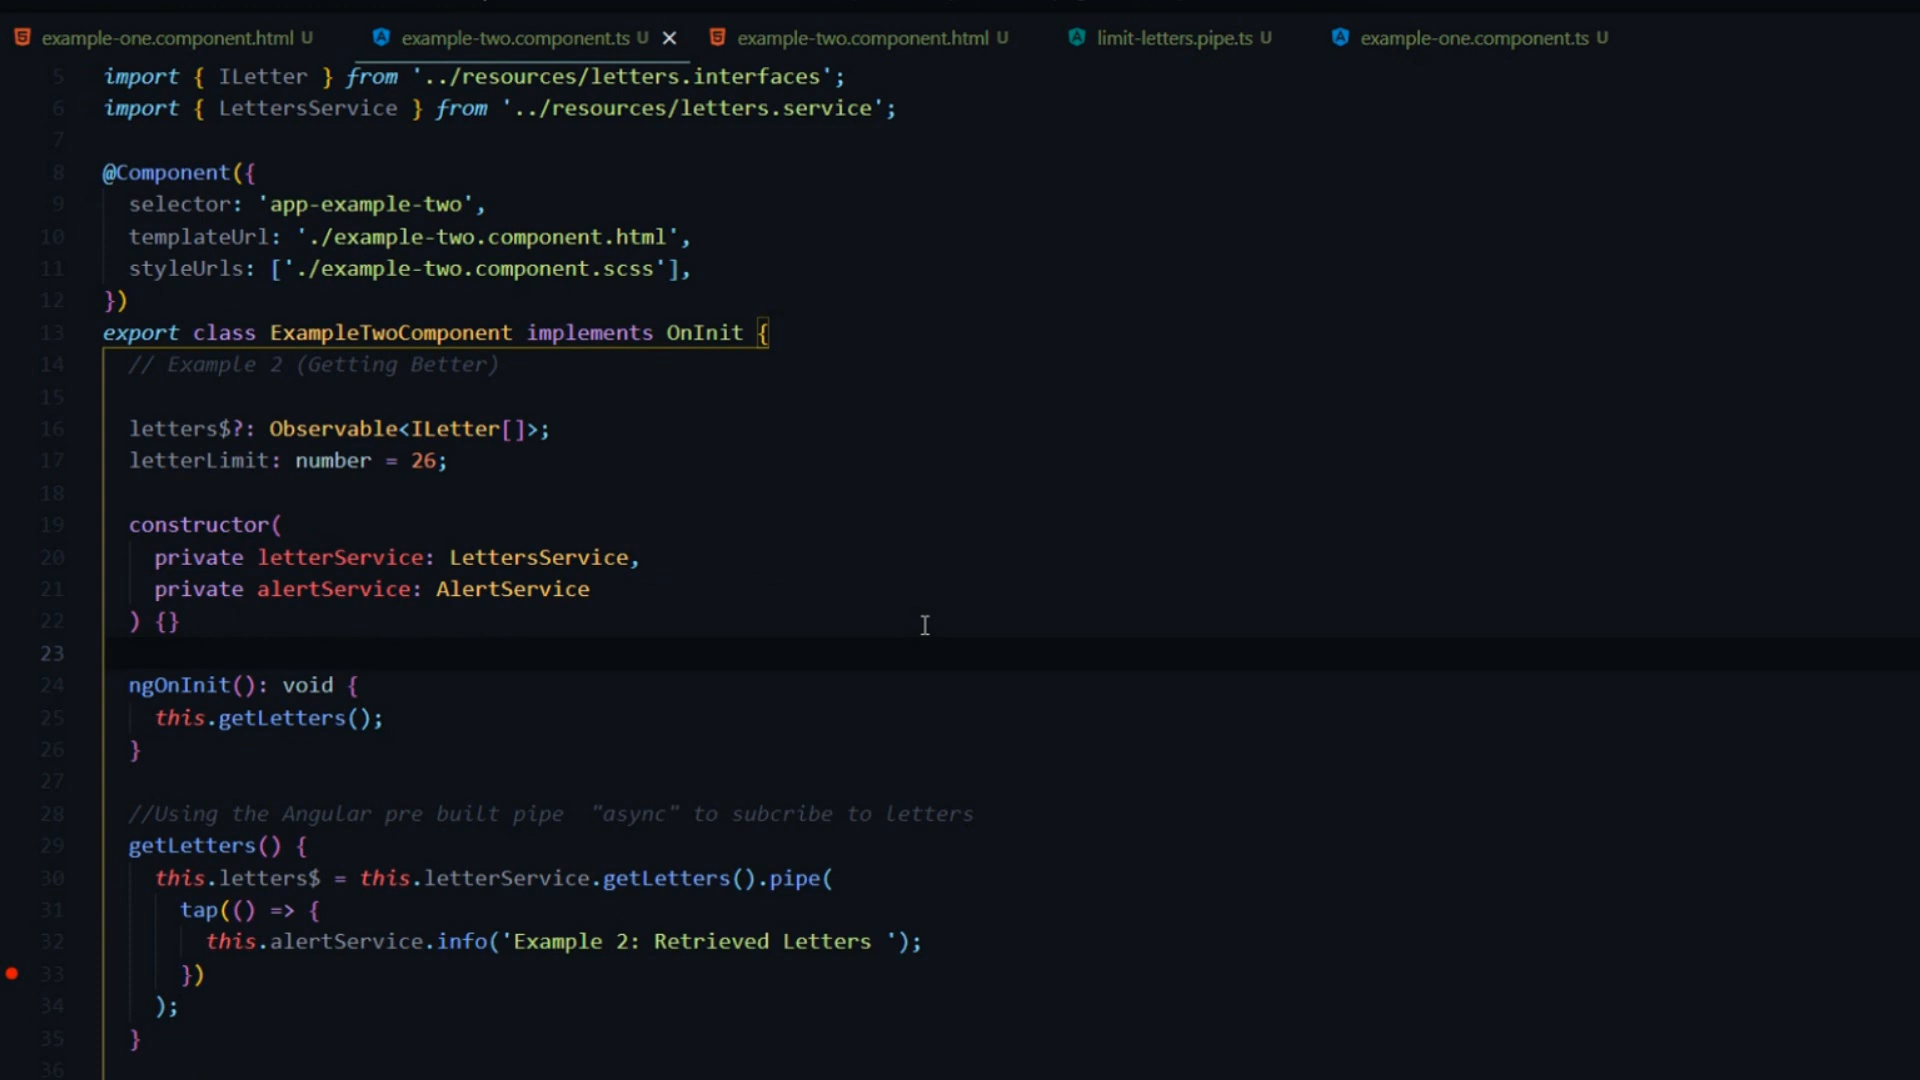 example-one.component.html U example-two.component.ts U example-two.component.html U limit-letters.pipe.ts U example-one.component.ts U
5 import { ILetter } from '../resources/letters.interfaces';
6 import { LettersService } from '../resources/letters.service';
7
8 @Component({
9 selector: 'app-example-two',
10 templateUrl: './example-two.component.html',
11 styleUrls: ['./example-two.component.scss'],
12 })
13 export class ExampleTwoComponent implements OnInit {
14 // Example 2 (Getting Better)
15
16 letters$?: Observable<ILetter[]>;
17 letterLimit: number = 26;
18
19 constructor(
20 private letterService: LettersService,
21 private alertService: AlertService
22 ) {}
23
24 ngOnInit(): void {
25 this.getLetters();
26 }
27
28 //Using the Angular pre built pipe "async" to subcribe to letters
29 getLetters() {
30 this.letters$ = this.letterService.getLetters().pipe(
31 tap(() => {
32 this.alertService.info('Example 2: Retrieved Letters ');
33 })
34 );
35 }
36